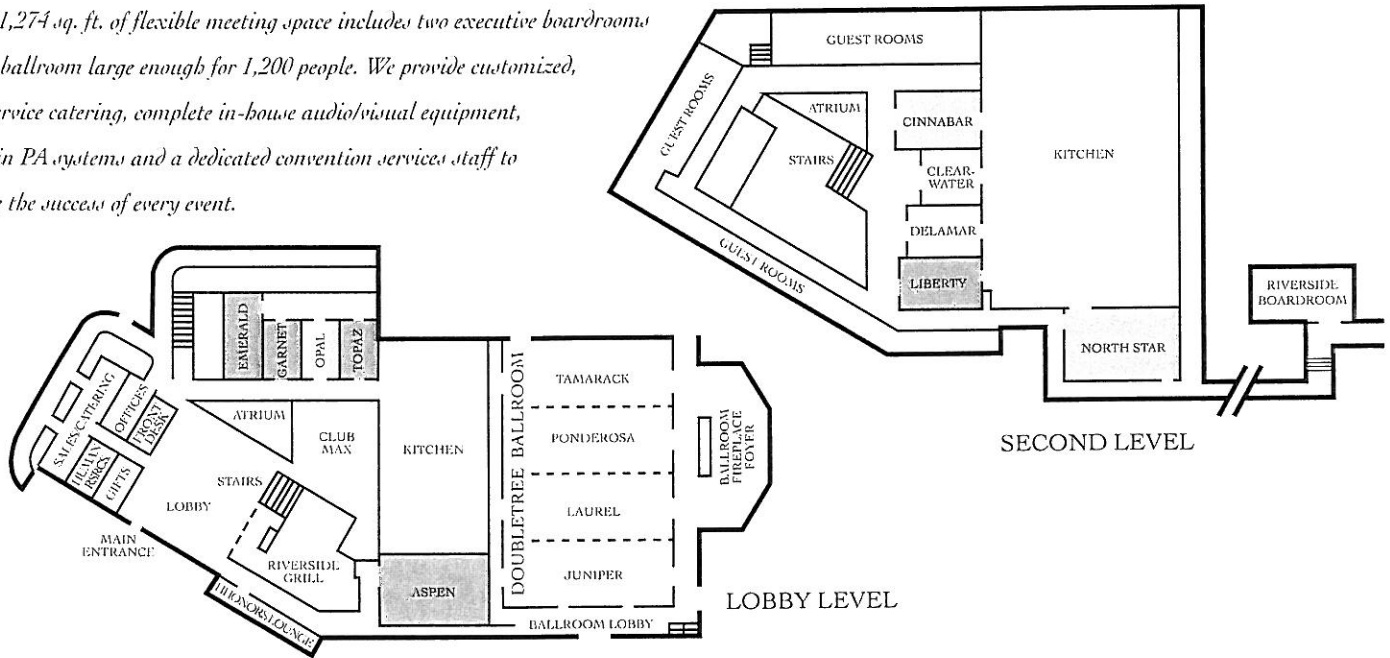 1,274 sq. ft. of flexible meeting space includes two executive boardrooms
ballroom large enough for 1,200 people. We provide customized,
ervice catering, complete in-house audio/visual equipment,
in PA systems and a dedicated convention services staff to
e the success of every event.
GUEST ROOMS
GUEST ROOMS
ATRIUM
STAIRS
CINNABAR
CLEAR-
WATER
DELAMAR
LIBERTY
KITCHEN
GUEST ROOMS
NORTH STAR
RIVERSIDE
BOARDROOM
SECOND LEVEL
EMERALD
GARNET
OPAL
TOPAZ
SALES/CATERING
OFFICES
FRONT
DESK
HUMAN
RSRCS.
GIFTS
ATRIUM
CLUB
MAX
STAIRS
LOBBY
MAIN
ENTRANCE
RIVERSIDE
GRILL
HHONORS LOUNGE
KITCHEN
ASPEN
DOUBLETREE BALLROOM
TAMARACK
PONDEROSA
LAUREL
JUNIPER
BALLROOM
FIREPLACE
FOYER
BALLROOM LOBBY
LOBBY LEVEL